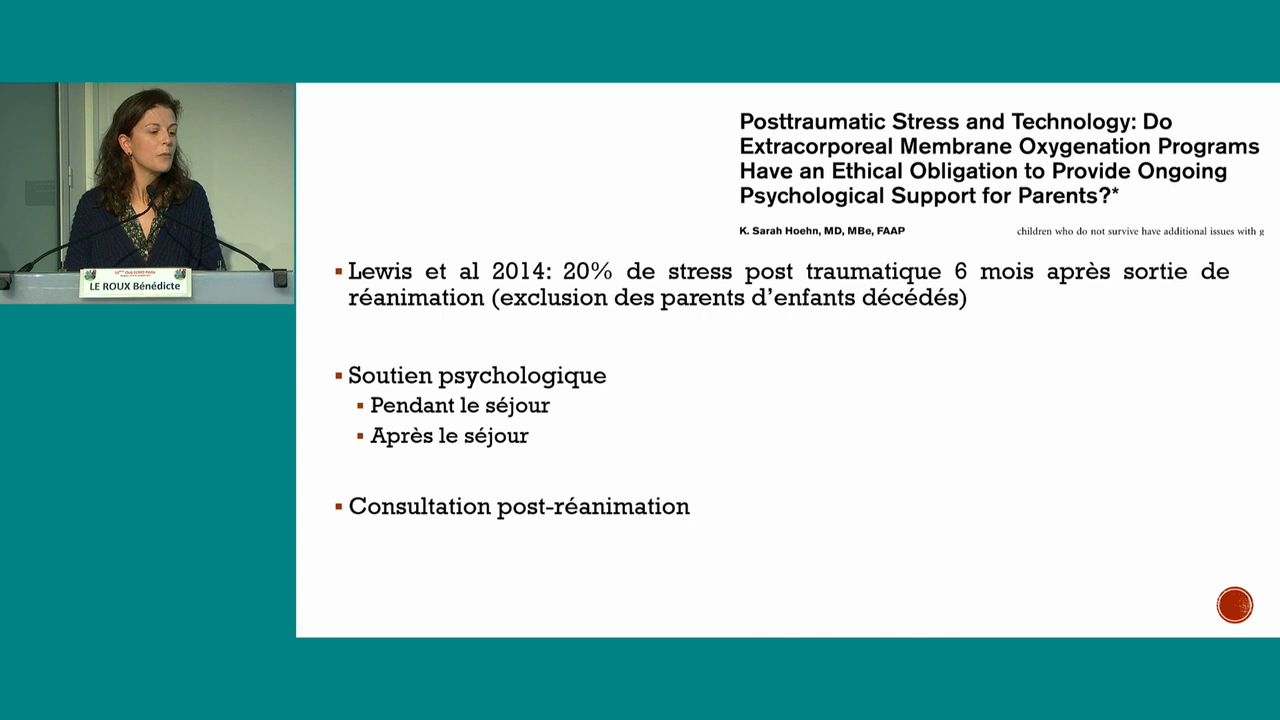 Posttraumatic Stress and Technology: Do
Extracorporeal Membrane Oxygenation Programs
Have an Ethical Obligation to Provide Ongoing
Psychological Support for Parents?*
K. Sarah Hoehn, MD, MBe, FAAP
children who do not survive have additional issues with g
▪ Lewis et al 2014: 20% de stress post traumatique 6 mois après sortie de
réanimation (exclusion des parents d’enfants décédés)
▪ Soutien psychologique
▪ Pendant le séjour
▪ Après le séjour
▪ Consultation post-réanimation
LE ROUX Bénédicte